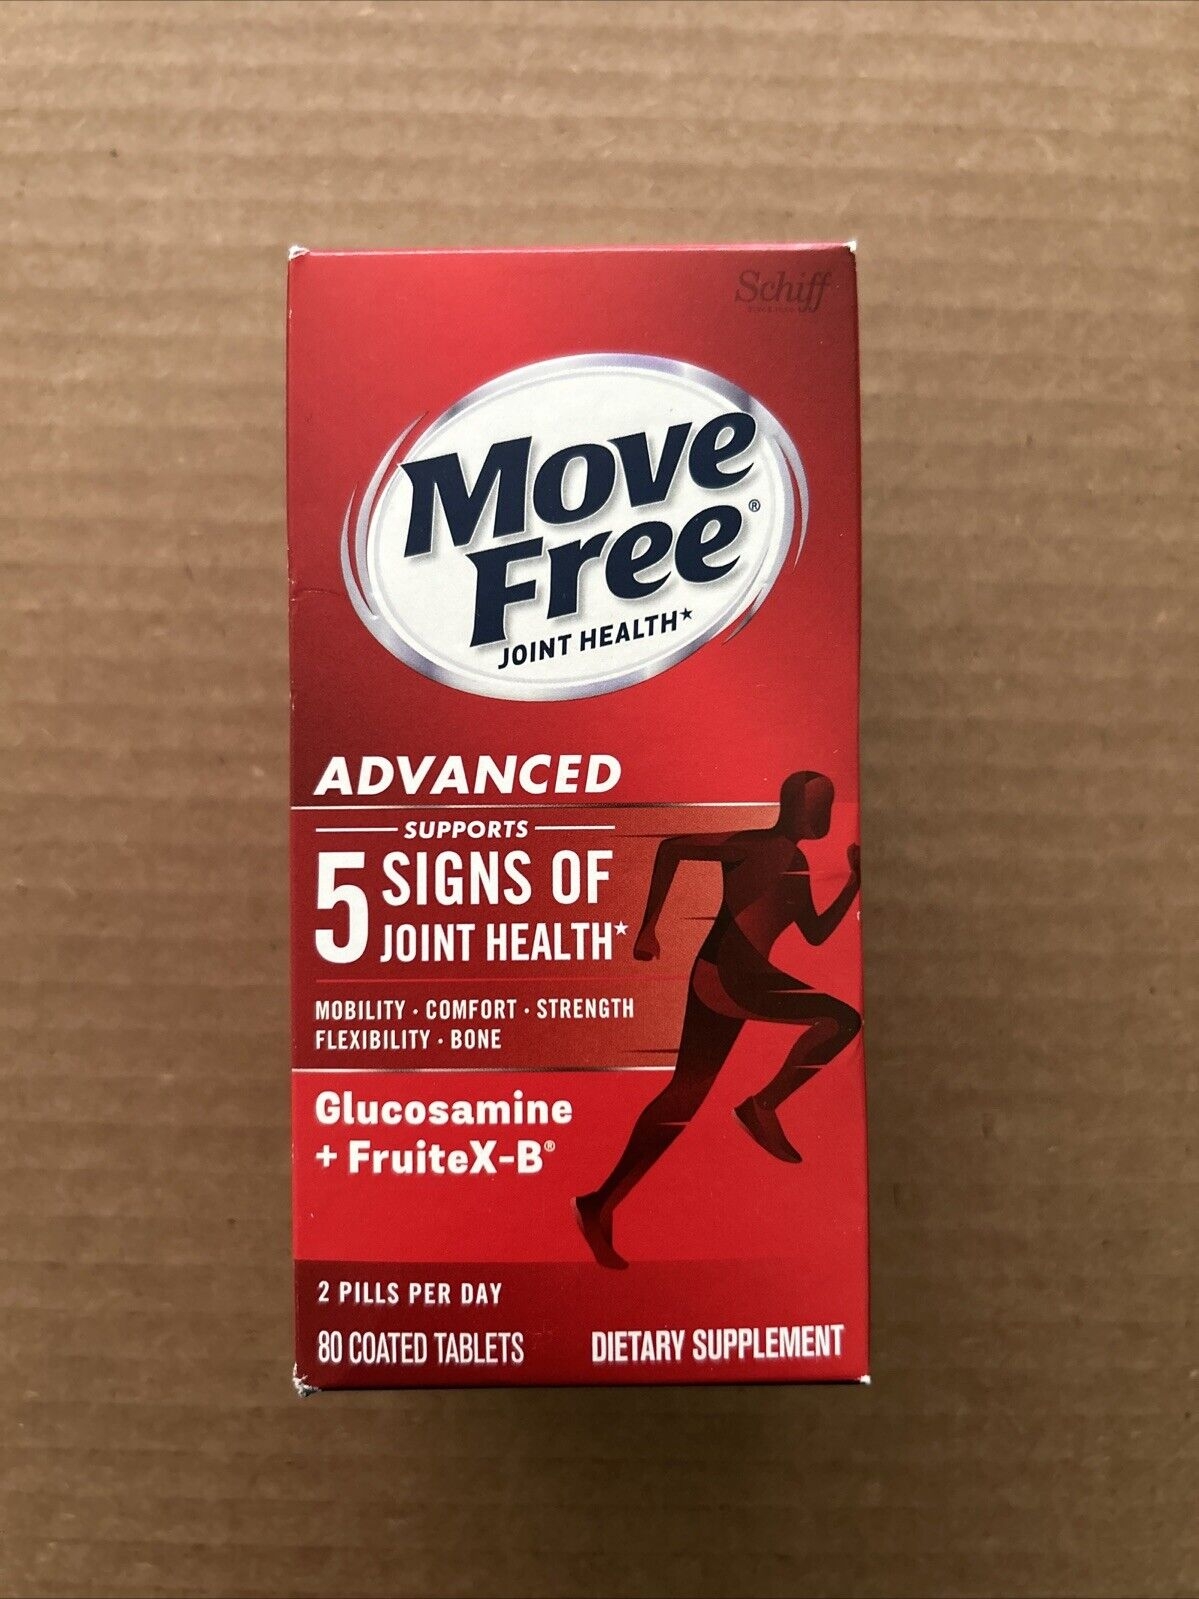 Schiff
Move
Free®
JOINT HEALTH*
ADVANCED
SUPPORTS
5 SIGNS OF
JOINT HEALTH*
MOBILITY · COMFORT · STRENGTH
FLEXIBILITY · BONE
Glucosamine
+ FruiteX-B®
2 PILLS PER DAY
80 COATED TABLETS DIETARY SUPPLEMENT